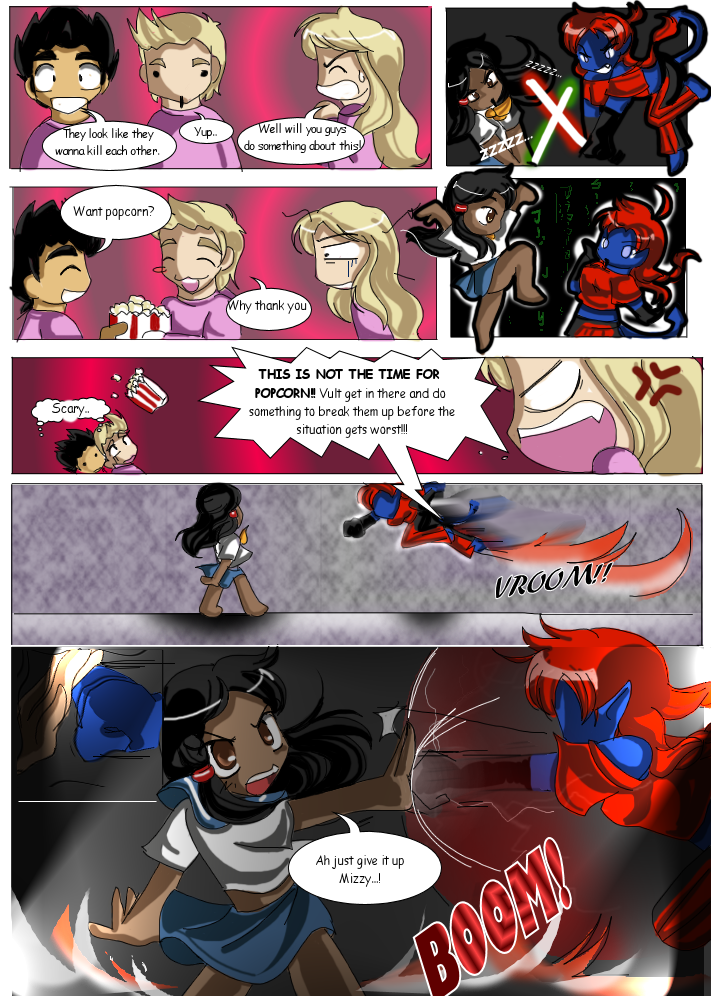 They look like they
wanna kill each other.
Yup..
Well will you guys
do something about this!
zzzzz...
zzzzz...
Want popcorn?
Why thank you
Scary..
THIS IS NOT THE TIME FOR
POPCORN!! Vult get in there and do
something to break them up before the
situation gets worst!!!
VROOM!!
Ah just give it up
Mizzy...!
BOOM!